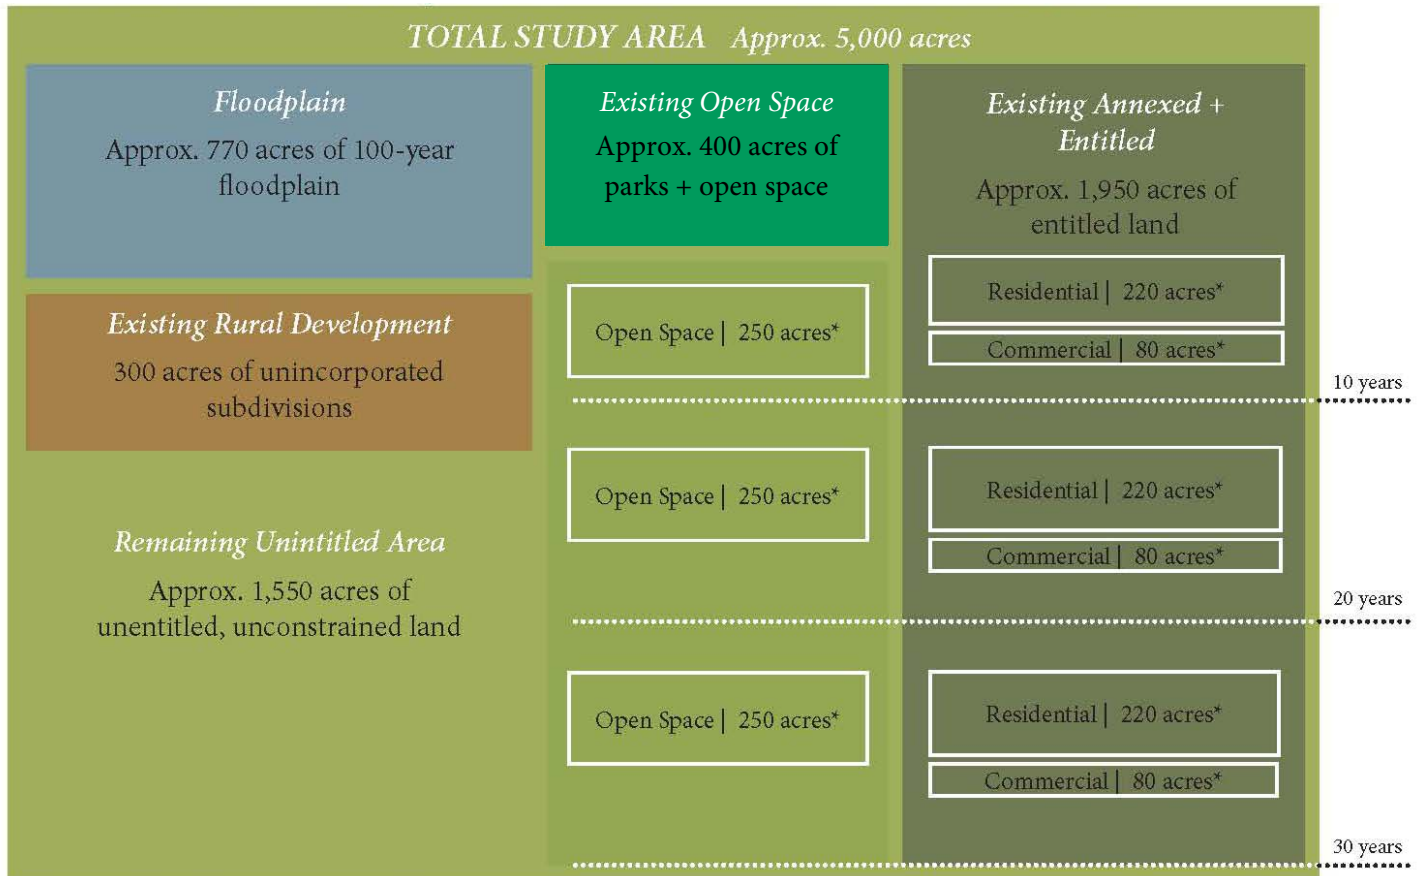 TOTAL STUDY AREA Approx. 5,000 acres
Floodplain
Approx. 770 acres of 100-year
floodplain
Existing Rural Development
300 acres of unincorporated
subdivisions
Remaining Unintitled Area
Approx. 1,550 acres of
unentitled, unconstrained land
Existing Open Space
Approx. 400 acres of
parks + open space
Open Space | 250 acres*
Open Space | 250 acres*
Open Space | 250 acres*
Existing Annexed +
Entitled
Approx. 1,950 acres of
entitled land
Residential | 220 acres*
Commercial | 80 acres*
10 years
Residential | 220 acres*
Commercial | 80 acres*
20 years
Residential | 220 acres*
Commercial | 80 acres*
30 years